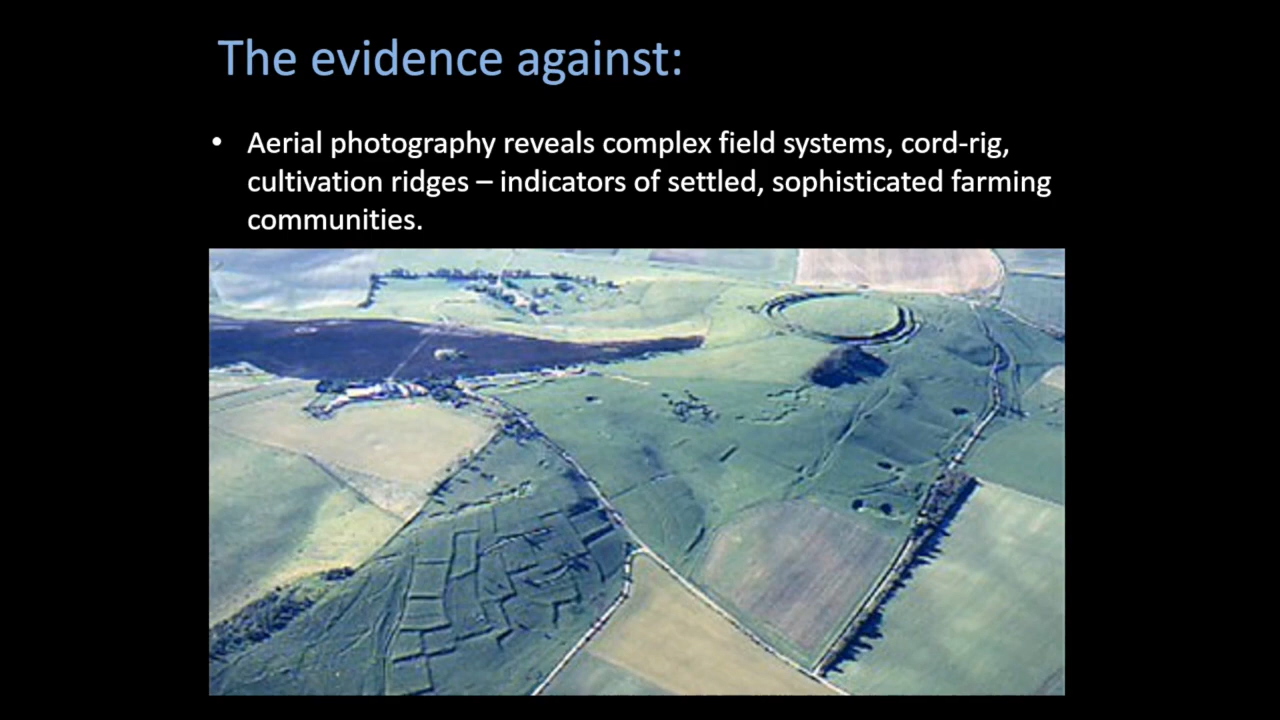 The evidence against:
• Aerial photography reveals complex field systems, cord-rig,
cultivation ridges – indicators of settled, sophisticated farming
communities.